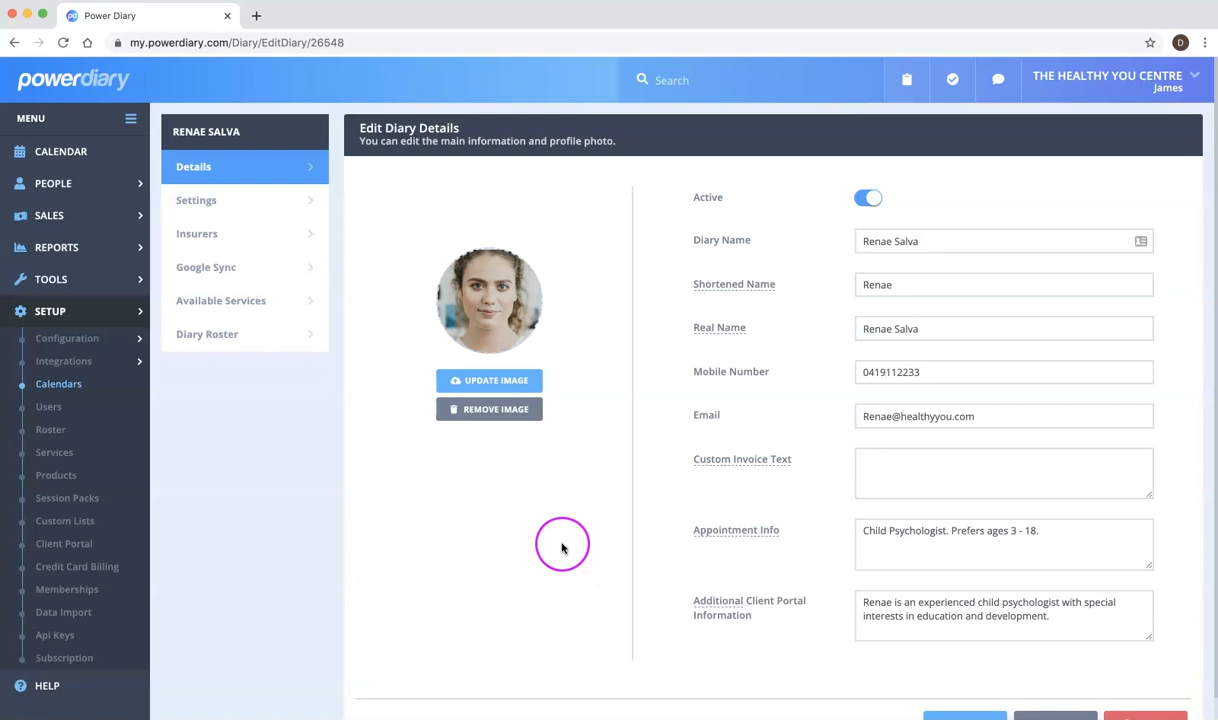 Power Diary
my.powerdiary.com/Diary/EditDiary/26548
D
powerdiary
Search
THE HEALTHY YOU CENTRE
James
MENU
CALENDAR
PEOPLE
SALES
REPORTS
TOOLS
SETUP
Configuration
Integrations
Calendars
Users
Roster
Services
Products
Session Packs
Custom Lists
Client Portal
Credit Card Billing
Memberships
Data Import
Api Keys
Subscription
HELP
RENAE SALVA
Details
Settings
Insurers
Google Sync
Available Services
Diary Roster
Edit Diary Details
You can edit the main information and profile photo.
UPDATE IMAGE
REMOVE IMAGE
Active
Diary Name
Renae Salva
Shortened Name
Renae
Real Name
Renae Salva
Mobile Number
0419112233
Email
Renae@healthyyou.com
Custom Invoice Text
Appointment Info
Child Psychologist. Prefers ages 3 - 18.
Additional Client Portal
Information
Renae is an experienced child psychologist with special
interests in education and development.